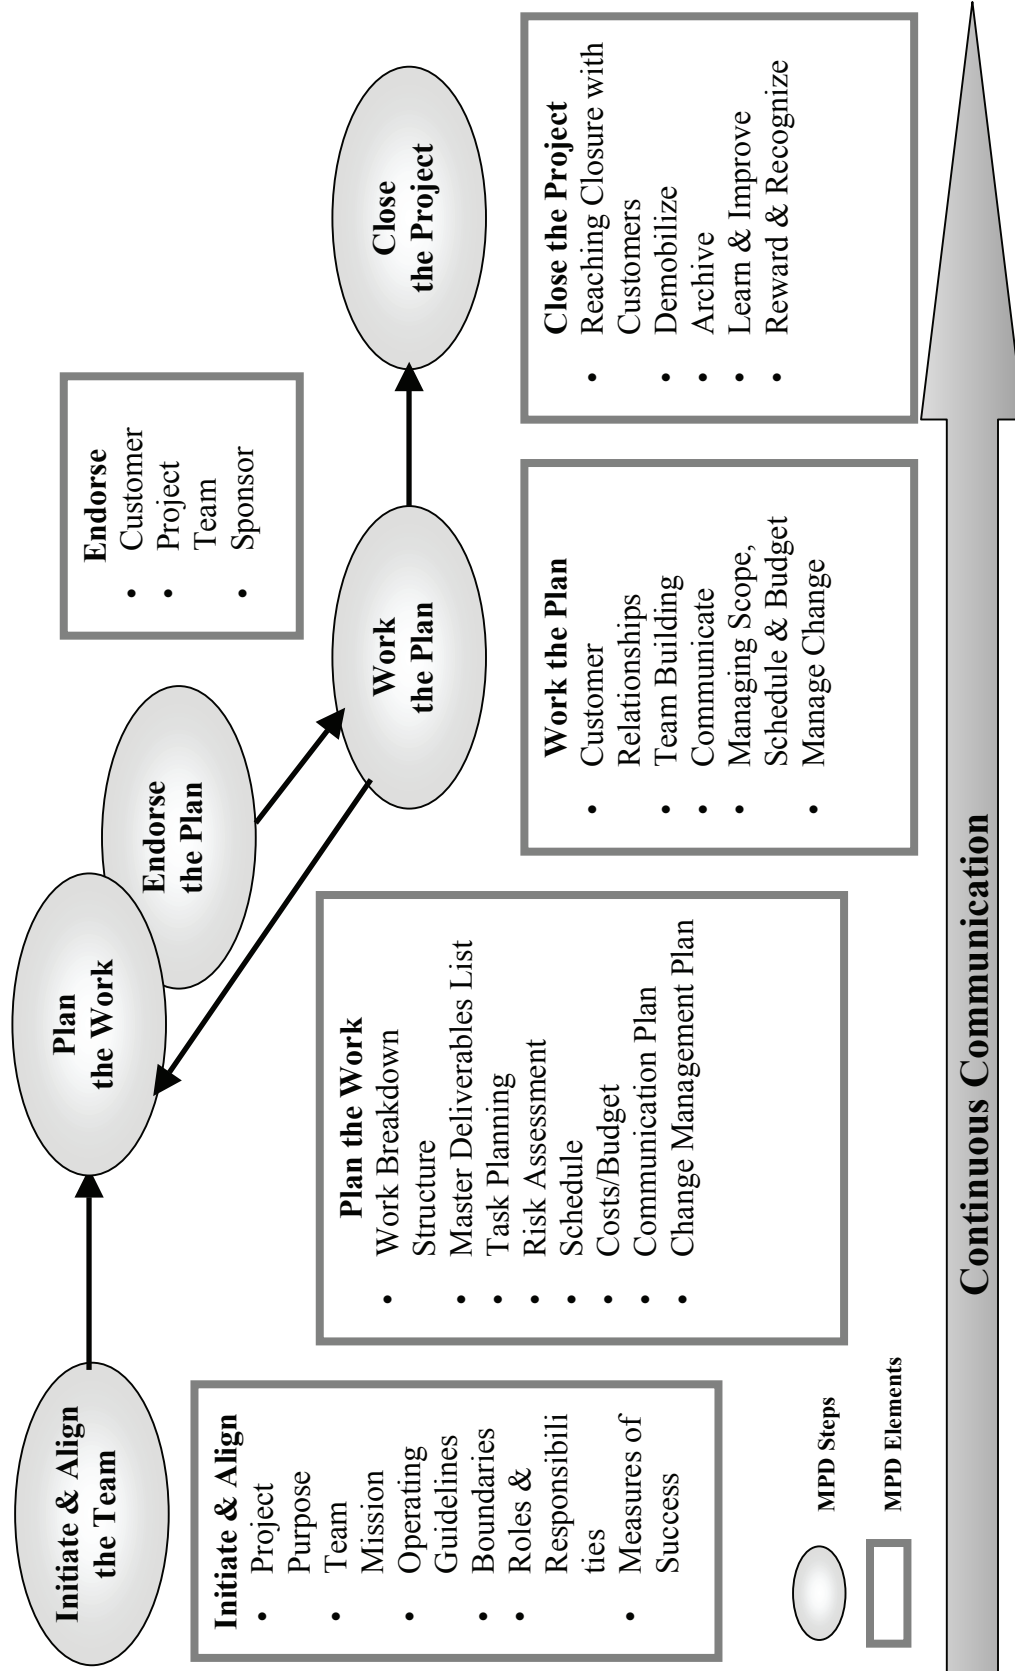 Initiate & Align
the Team
Plan
the Work
Endorse
the Plan
Work
the Plan
Close
the Project
Endorse
• Customer
• Project
Team
• Sponsor
Initiate & Align
• Project
Purpose
• Team
Mission
• Operating
Guidelines
• Boundaries
• Roles &
Responsibili
ties
• Measures of
Success
Plan the Work
• Work Breakdown
Structure
• Master Deliverables List
• Task Planning
• Risk Assessment
• Schedule
• Costs/Budget
• Communication Plan
• Change Management Plan
Work the Plan
• Customer
Relationships
• Team Building
• Communicate
• Managing Scope,
Schedule & Budget
• Manage Change
Close the Project
• Reaching Closure with
Customers
• Demobilize
• Archive
• Learn & Improve
• Reward & Recognize
MPD Steps
MPD Elements
Continuous Communication